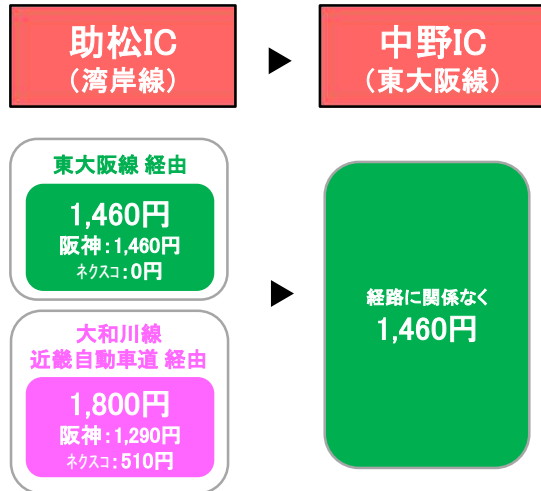 助松IC
(湾岸線)
▶
中野IC
(東大阪線)
東大阪線 経由
1,460円
阪神:1,460円
ﾈｸｽｺ:0円
大和川線
近畿自動車道 経由
1,800円
阪神:1,290円
ﾈｸｽｺ:510円
▶
経路に関係なく
1,460円